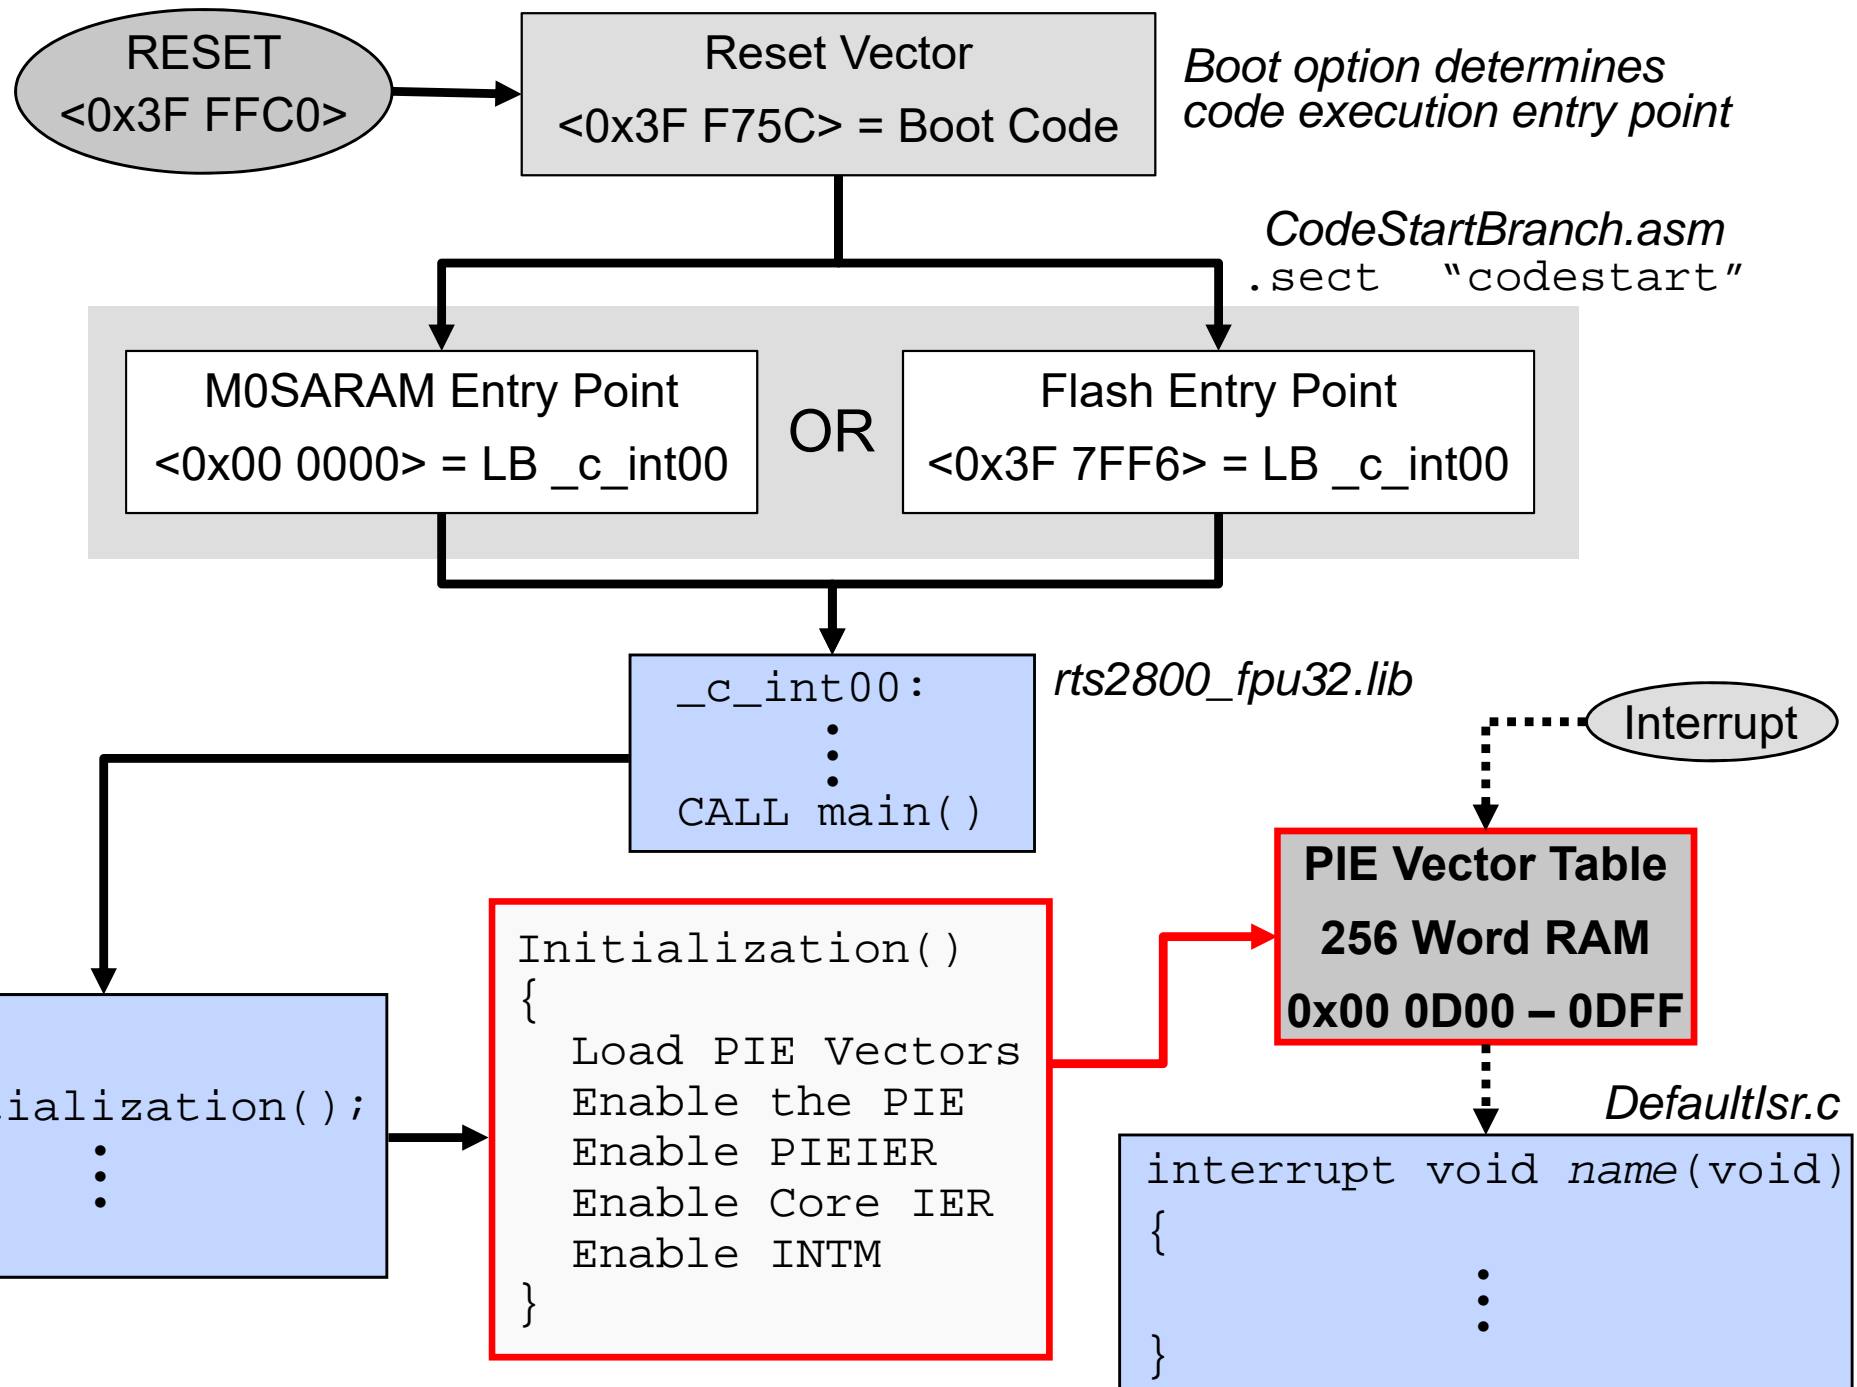 RESET
<0x3F FFC0>
Reset Vector
<0x3F F75C> = Boot Code
Boot option determines
code execution entry point
CodeStartBranch.asm
.sect “codestart”
M0SARAM Entry Point
<0x00 0000> = LB _c_int00
OR
Flash Entry Point
<0x3F 7FF6> = LB _c_int00
_c_int00:
CALL main()
rts2800_fpu32.lib
Interrupt
PIE Vector Table
256 Word RAM
0x00 0D00 – 0DFF
ialization();
Initialization()
{
Load PIE Vectors
Enable the PIE
Enable PIEIER
Enable Core IER
Enable INTM
}
DefaultIsr.c
interrupt void name(void)
{
}